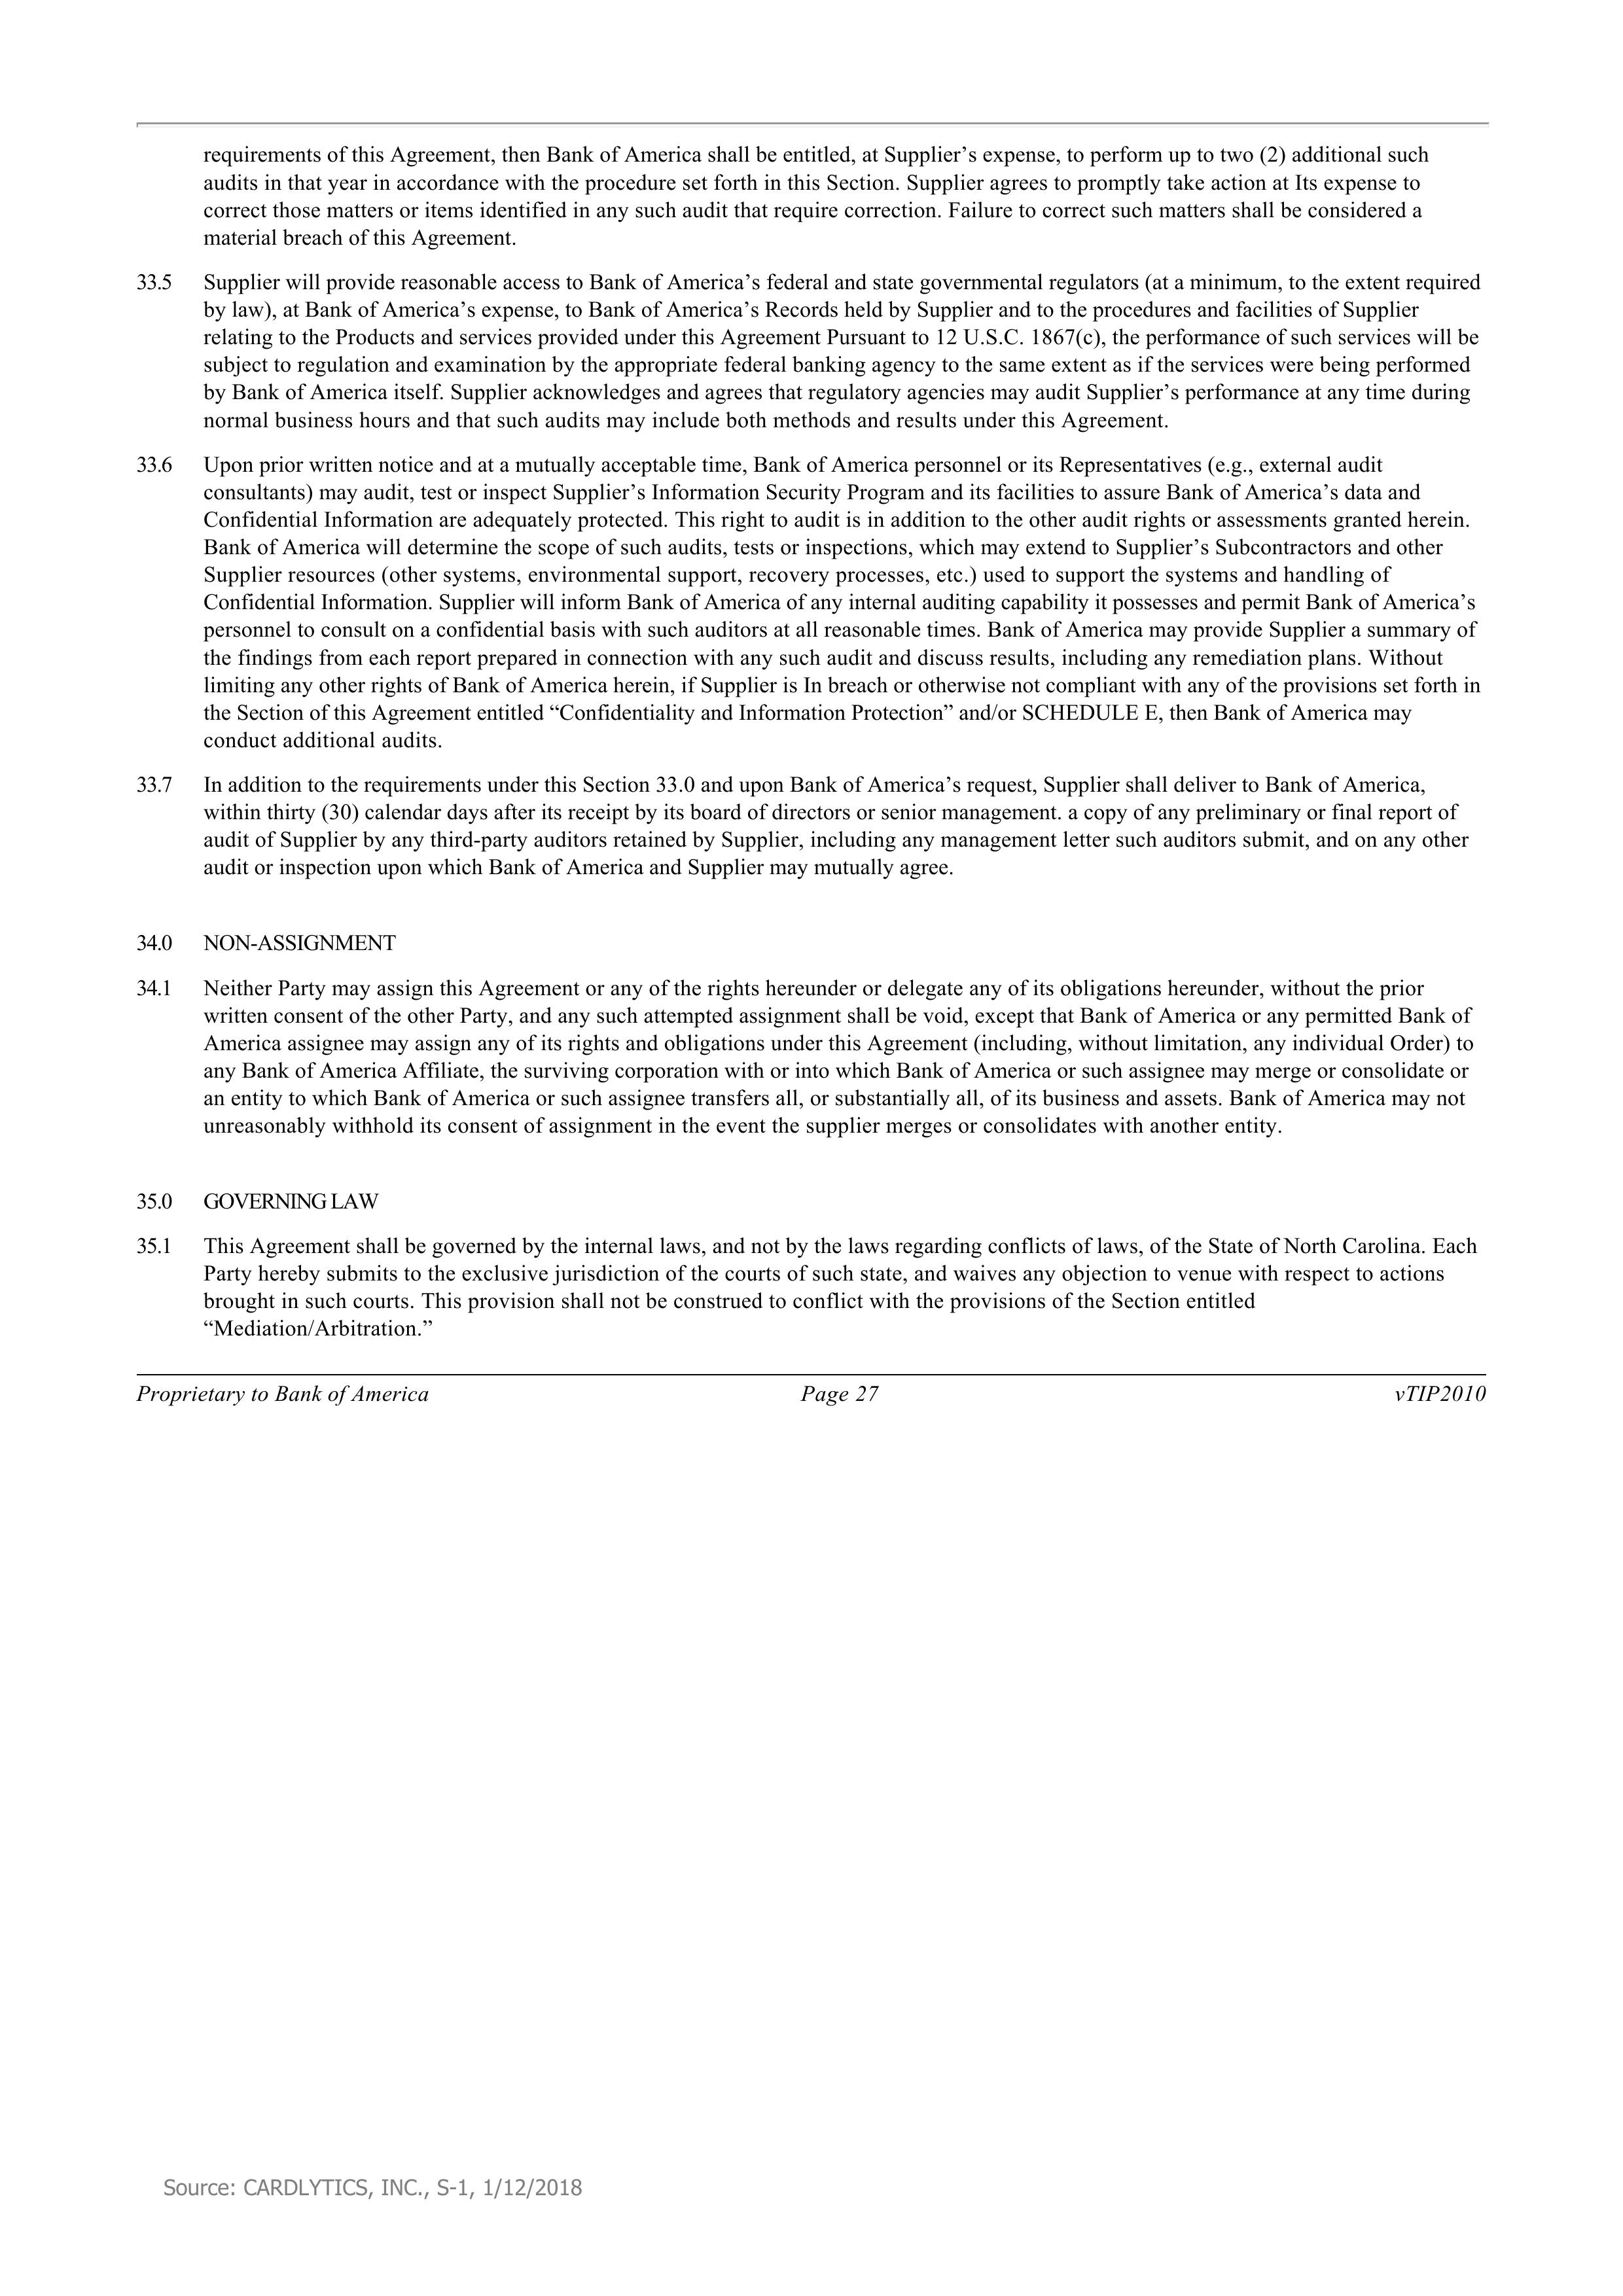 requirements of this Agreement, then Bank of America shall be entitled, at Supplier’s expense, to perform up to two (2) additional such
audits in that year in accordance with the procedure set forth in this Section. Supplier agrees to promptly take action at Its expense to
correct those matters or items identified in any such audit that require correction. Failure to correct such matters shall be considered a
material breach of this Agreement.
33.5 Supplier will provide reasonable access to Bank of America’s federal and state governmental regulators (at a minimum, to the extent required
by law), at Bank of America’s expense, to Bank of America’s Records held by Supplier and to the procedures and facilities of Supplier
relating to the Products and services provided under this Agreement Pursuant to 12 U.S.C. 1867(c), the performance of such services will be
subject to regulation and examination by the appropriate federal banking agency to the same extent as if the services were being performed
by Bank of America itself. Supplier acknowledges and agrees that regulatory agencies may audit Supplier’s performance at any time during
normal business hours and that such audits may include both methods and results under this Agreement.
33.6 Upon prior written notice and at a mutually acceptable time, Bank of America personnel or its Representatives (e.g., external audit
consultants) may audit, test or inspect Supplier’s Information Security Program and its facilities to assure Bank of America’s data and
Confidential Information are adequately protected. This right to audit is in addition to the other audit rights or assessments granted herein.
Bank of America will determine the scope of such audits, tests or inspections, which may extend to Supplier’s Subcontractors and other
Supplier resources (other systems, environmental support, recovery processes, etc.) used to support the systems and handling of
Confidential Information. Supplier will inform Bank of America of any internal auditing capability it possesses and permit Bank of America’s
personnel to consult on a confidential basis with such auditors at all reasonable times. Bank of America may provide Supplier a summary of
the findings from each report prepared in connection with any such audit and discuss results, including any remediation plans. Without
limiting any other rights of Bank of America herein, if Supplier is In breach or otherwise not compliant with any of the provisions set forth in
the Section of this Agreement entitled “Confidentiality and Information Protection” and/or SCHEDULE E, then Bank of America may
conduct additional audits.
33.7 In addition to the requirements under this Section 33.0 and upon Bank of America’s request, Supplier shall deliver to Bank of America,
within thirty (30) calendar days after its receipt by its board of directors or senior management. a copy of any preliminary or final report of
audit of Supplier by any third-party auditors retained by Supplier, including any management letter such auditors submit, and on any other
audit or inspection upon which Bank of America and Supplier may mutually agree.
34.0 NON-ASSIGNMENT
34.1 Neither Party may assign this Agreement or any of the rights hereunder or delegate any of its obligations hereunder, without the prior
written consent of the other Party, and any such attempted assignment shall be void, except that Bank of America or any permitted Bank of
America assignee may assign any of its rights and obligations under this Agreement (including, without limitation, any individual Order) to
any Bank of America Affiliate, the surviving corporation with or into which Bank of America or such assignee may merge or consolidate or
an entity to which Bank of America or such assignee transfers all, or substantially all, of its business and assets. Bank of America may not
unreasonably withhold its consent of assignment in the event the supplier merges or consolidates with another entity.
35.0 GOVERNING LAW
35.1 This Agreement shall be governed by the internal laws, and not by the laws regarding conflicts of laws, of the State of North Carolina. Each
Party hereby submits to the exclusive jurisdiction of the courts of such state, and waives any objection to venue with respect to actions
brought in such courts. This provision shall not be construed to conflict with the provisions of the Section entitled
“Mediation/Arbitration.”
Proprietary to Bank of America Page 27 vTIP2010
Source: CARDLYTICS, INC., S-1, 1/12/2018